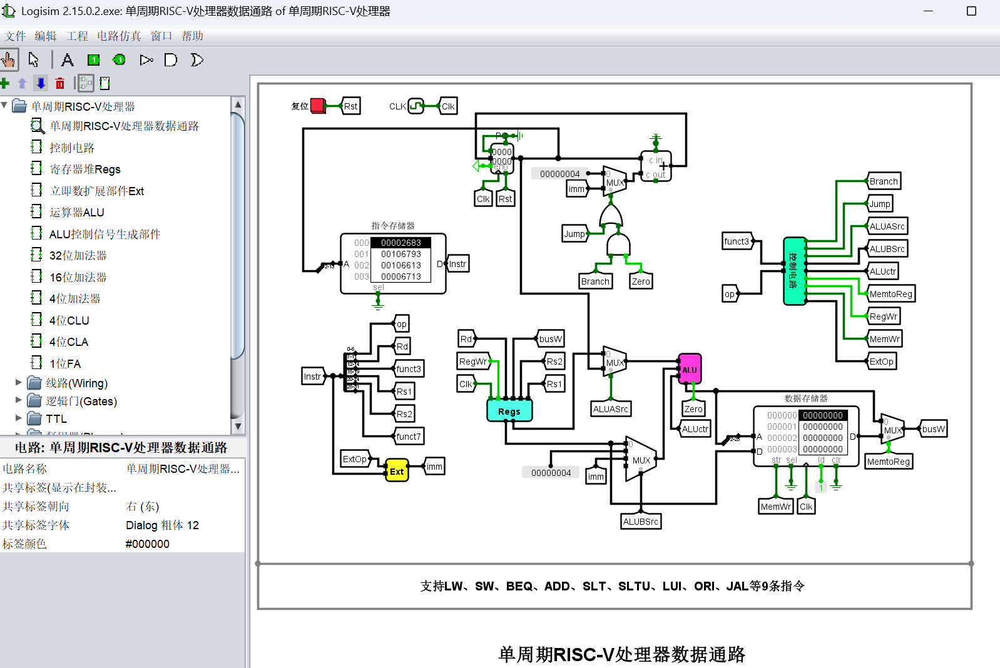 Logisim 2.15.0.2.exe: 单周期RISC-V处理器数据通路 of 单周期RISC-V处理器
文件 编辑 工程 电路仿真 窗口 帮助
单周期RISC-V处理器
单周期RISC-V处理器数据通路
控制电路
寄存器堆Regs
立即数扩展部件Ext
运算器ALU
ALU控制信号生成部件
32位加法器
16位加法器
4位加法器
4位CLU
4位CLA
1位FA
线路(Wiring)
逻辑门(Gates)
TTL
电路: 单周期RISC-V处理器数据通路
电路名称 单周期RISC-V处理器...
共享标签(显示在封装...
共享标签朝向 右 (东)
共享标签字体 Dialog 粗体 12
标签颜色 #000000
复位 Rst
CLK Clk
0000
0000
en0
Clk Rst
c in
c out
00000004
imm
0
MUX
Jump
Branch Zero
指令存储器
000 00002683
001 00106793
002 00106613
003 00006713
A
D
sel
Instr
funct3
op
控制电路
Branch
Jump
ALUASrc
ALUBSrc
ALUctr
MemtoReg
RegWr
MemWr
ExtOp
Instr
0-6
12-14
15-19
20-24
op
Rd
funct3
Rs1
Rs2
funct7
ExtOp
Ext
imm
Rd
RegWr
Clk
busW
Rs2
Rs1
Regs
0
MUX
ALUASrc
ALU
Zero
ALUctr
00000004
imm
0
MUX
ALUBSrc
数据存储器
000000 00000000
000001 00000000
000002 00000000
000003 00000000
A
D
D
str sel ld clr
1
MemWr Clk
0
MUX
MemtoReg
busW
支持LW、SW、BEQ、ADD、SLT、SLTU、LUI、ORI、JAL等9条指令
单周期RISC-V处理器数据通路